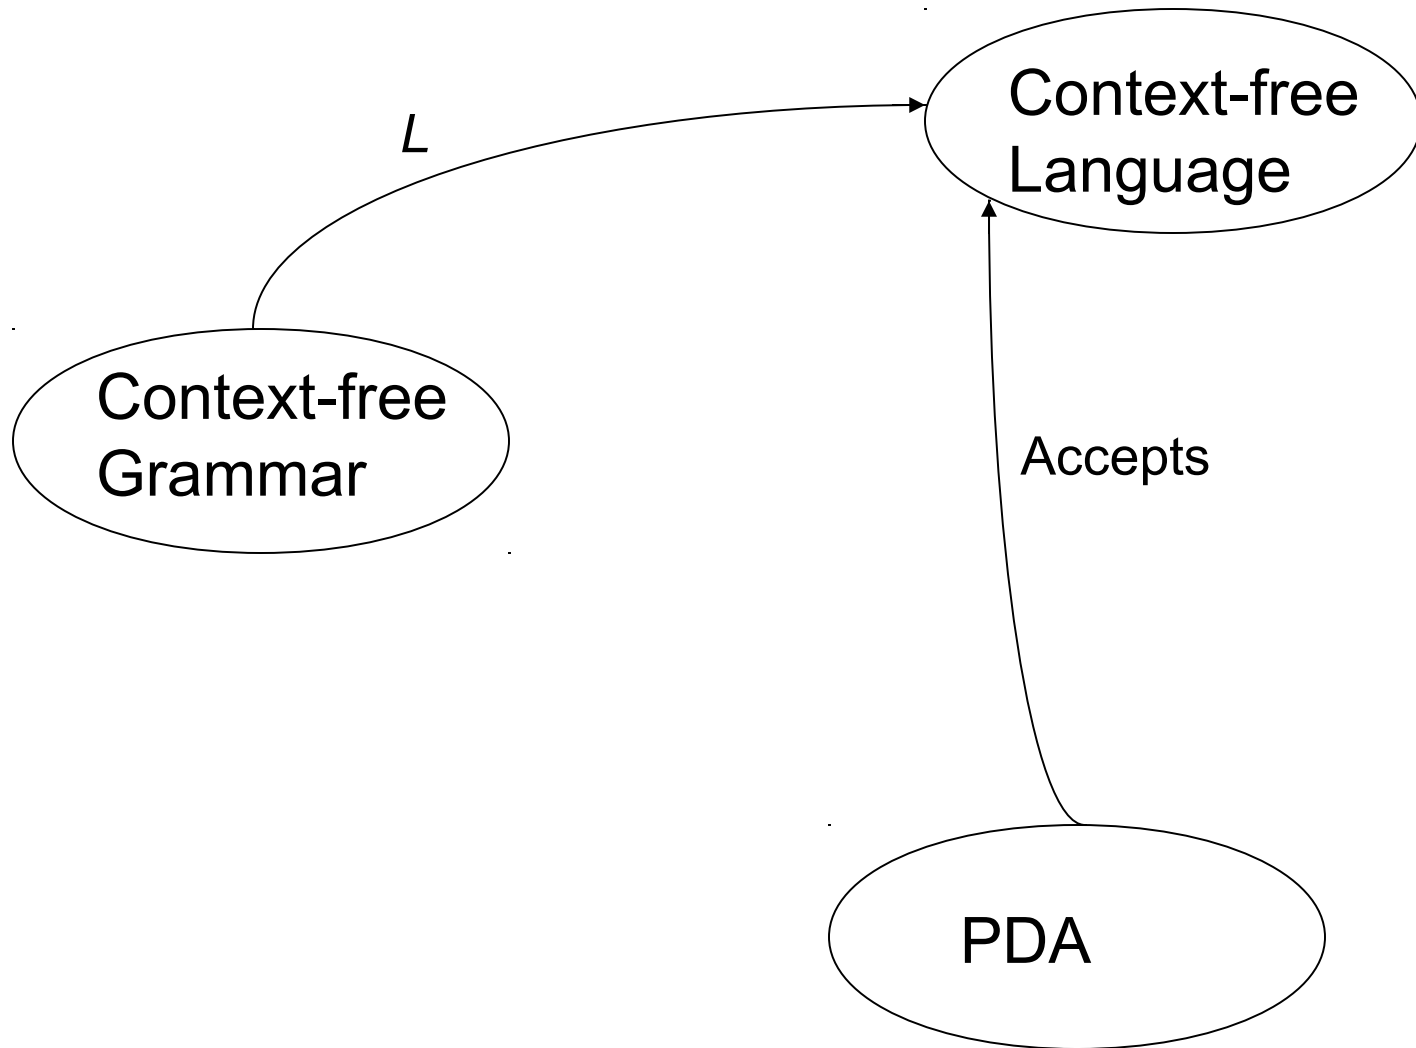 Context-free
Language
L
Context-free
Grammar
Accepts
PDA